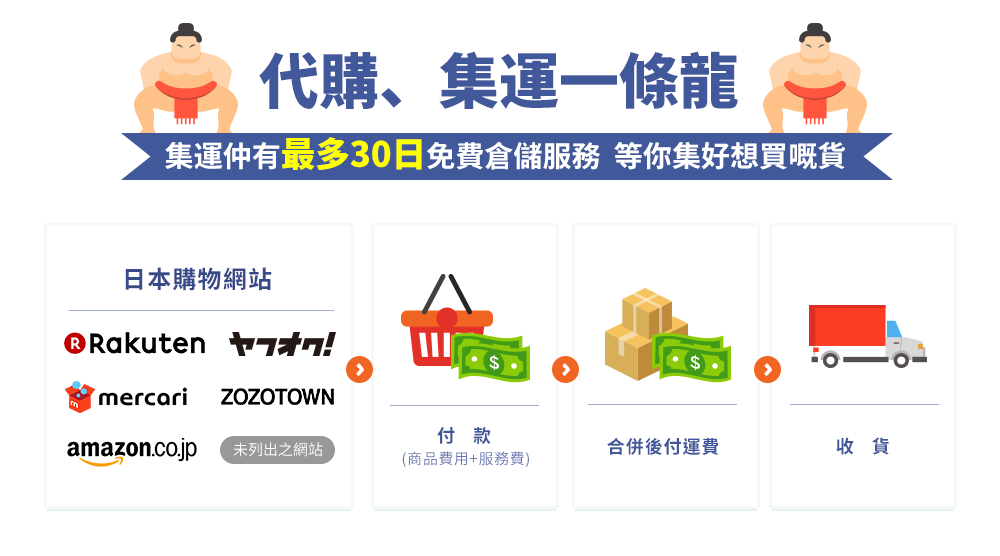 代購、集運一條龍
集運仲有最多30日免費倉儲服務 等你集好想買嘅貨
日本購物網站
R Rakuten
ヤフオク!
m mercari
ZOZOTOWN
amazon.co.jp
未列出之網站
付 款
(商品費用+服務費)
$
合併後付運費
$
收 貨